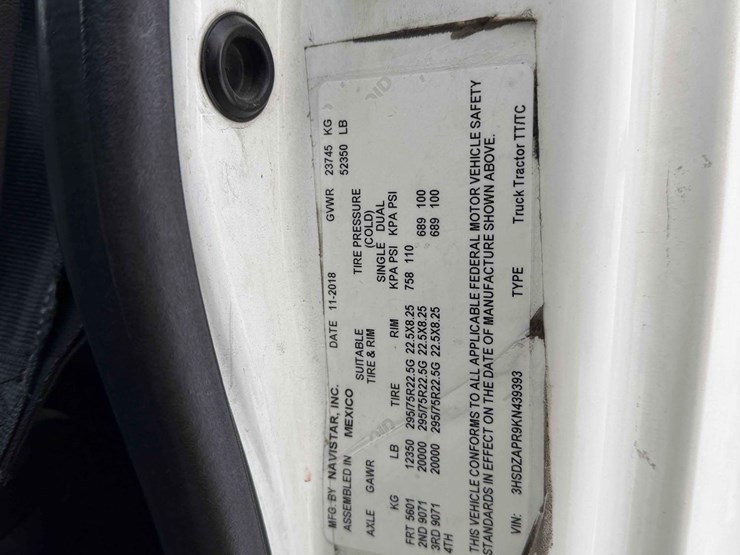 MFG. BY NAVISTAR, INC. DATE 11-2018 GVWR 23745 KG
ASSEMBLED IN MEXICO 52350 LB
SUITABLE TIRE PRESSURE
AXLE GAWR TIRE & RIM (COLD)
SINGLE DUAL
KG LB TIRE RIM KPA PSI KPA PSI
FRT 5601 12350 295/75R22.5G 22.5X8.25 758 110
2ND 9071 20000 295/75R22.5G 22.5X8.25 689 100
3RD 9071 20000 295/75R22.5G 22.5X8.25 689 100
4TH
THIS VEHICLE CONFORMS TO ALL APPLICABLE FEDERAL MOTOR VEHICLE SAFETY
STANDARDS IN EFFECT ON THE DATE OF MANUFACTURE SHOWN ABOVE.
VIN: 3HSDZAPR9KN439393 TYPE Truck Tractor TT/TC